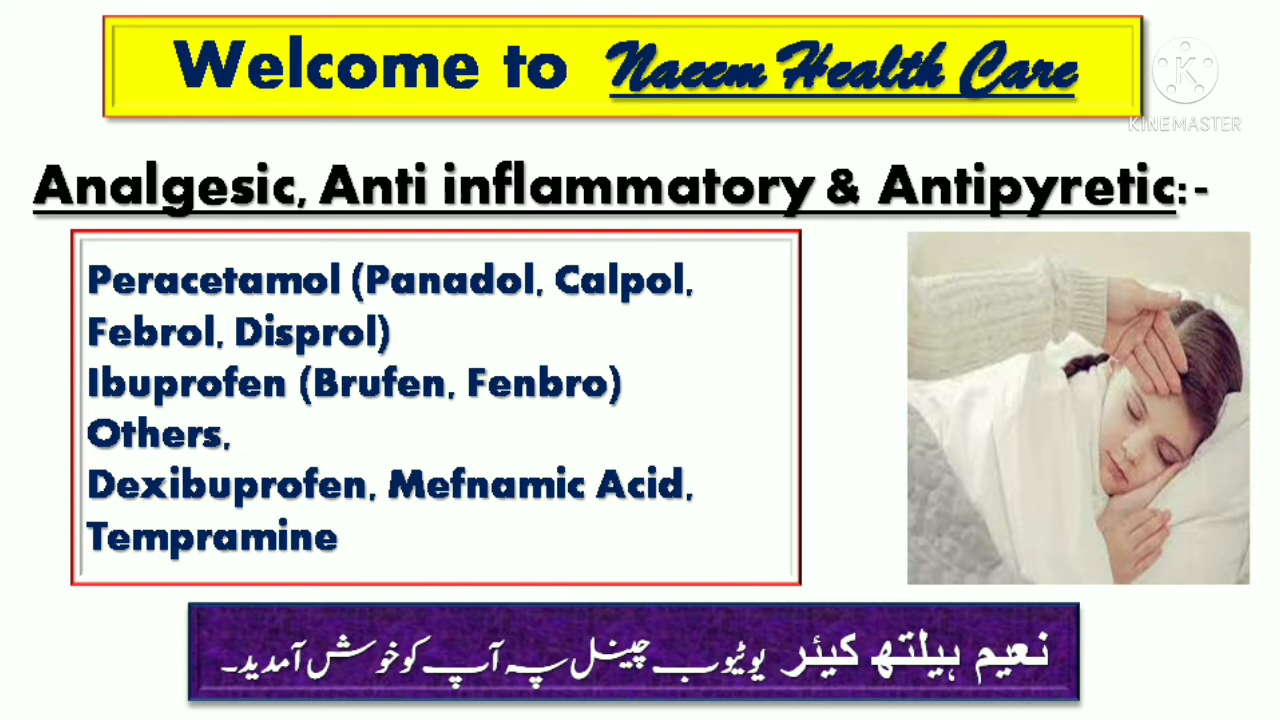 Welcome to Naeem Health Care
KINEMASTER
Analgesic, Anti inflammatory & Antipyretic:-
Peracetamol (Panadol, Calpol,
Febrol, Disprol)
Ibuprofen (Brufen, Fenbro)
Others,
Dexibuprofen, Mefnamic Acid,
Tempramine
نعیم ہیلتھ کیئر یوٹیوب چینل پہ آپ کو خوش آمدید۔